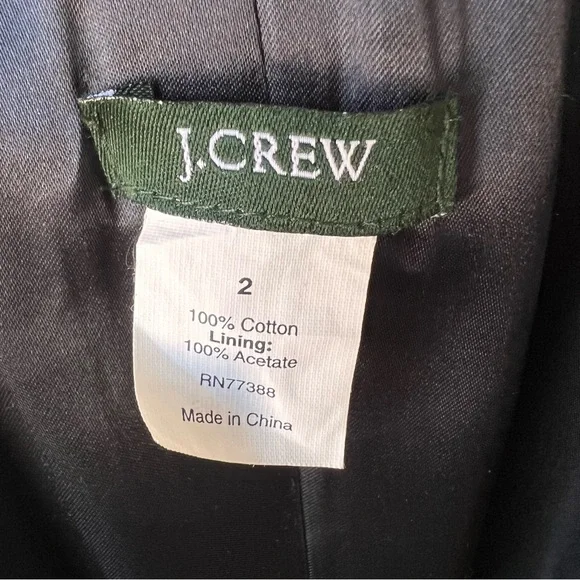 J.CREW
2
100% Cotton
Lining:
100% Acetate
RN77388
Made in China